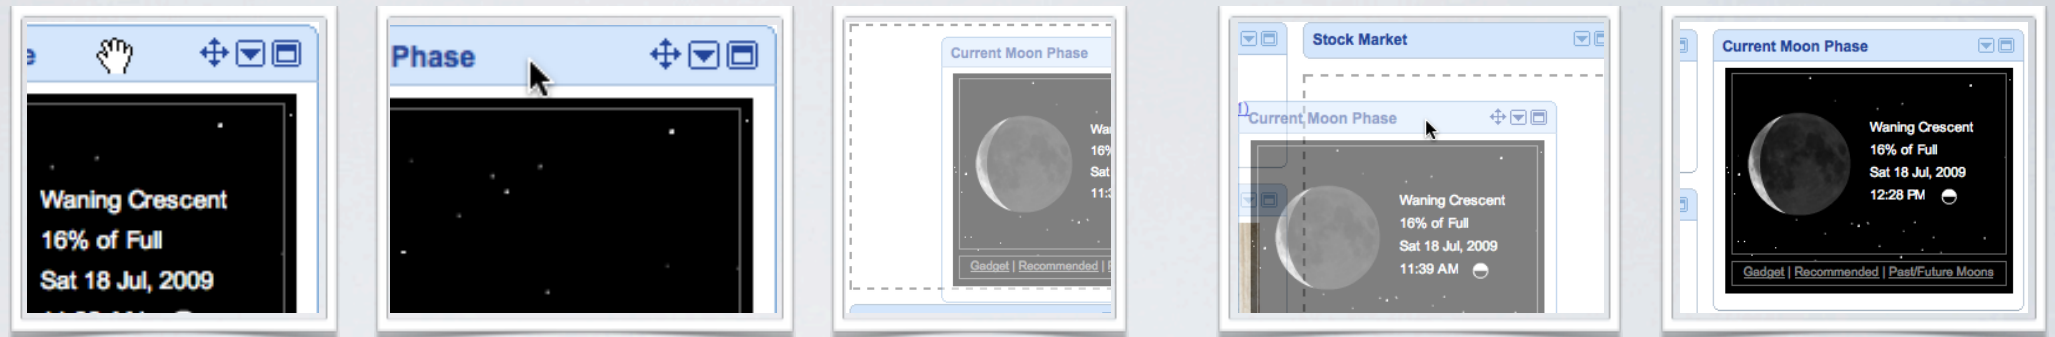 Waning Crescent
16% of Full
Sat 18 Jul, 2009
Phase
Current Moon Phase
16%
Sat
Gadget | Recommended |
Stock Market
Current Moon Phase
Waning Crescent
16% of Full
Sat 18 Jul, 2009
11:39 AM
Current Moon Phase
Waning Crescent
16% of Full
Sat 18 Jul, 2009
12:28 PM
Gadget | Recommended | Past/Future Moons